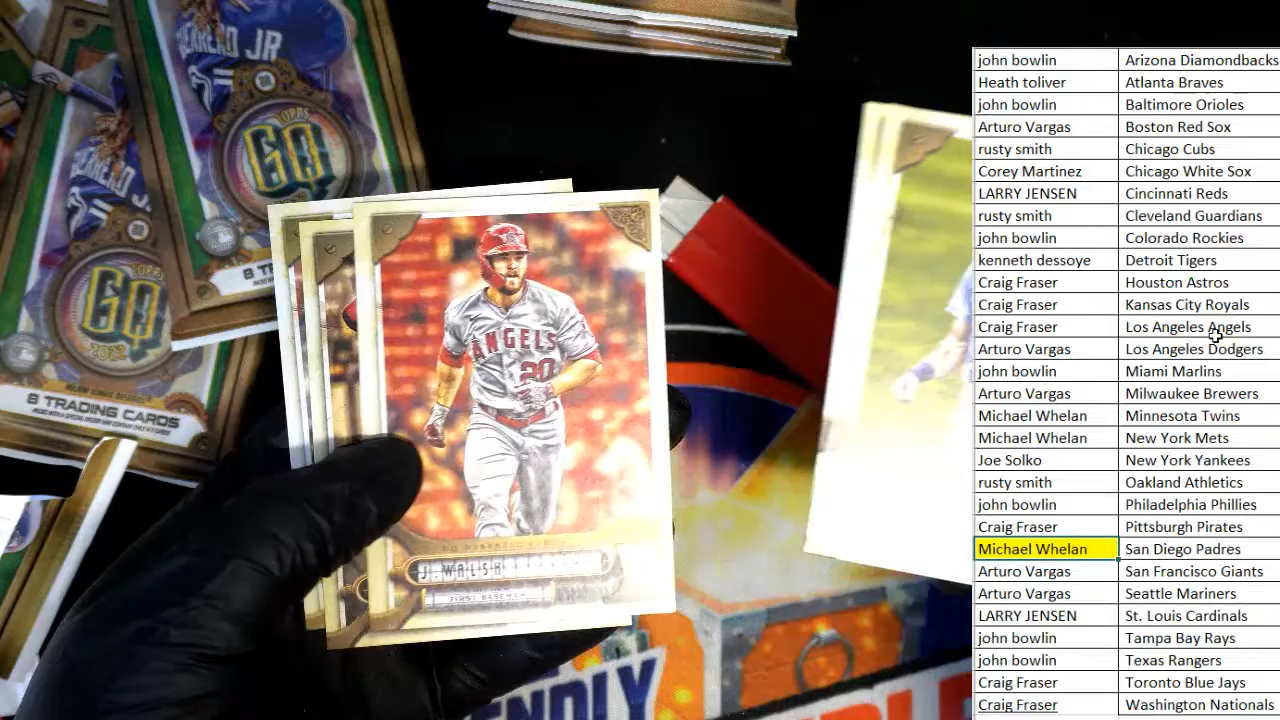 ERRERO JR
TOPPS
GQ
8 T
ERRERO
TOPPS
GQ
2022
8 TRADING CARDS
ANGELS
20
J. WALSH
FIRST BASEMAN
ENDLY
john bowlin Arizona Diamondbacks
Heath toliver Atlanta Braves
john bowlin Baltimore Orioles
Arturo Vargas Boston Red Sox
rusty smith Chicago Cubs
Corey Martinez Chicago White Sox
LARRY JENSEN Cincinnati Reds
rusty smith Cleveland Guardians
john bowlin Colorado Rockies
kenneth dessoye Detroit Tigers
Craig Fraser Houston Astros
Craig Fraser Kansas City Royals
Craig Fraser Los Angeles Angels
Arturo Vargas Los Angeles Dodgers
john bowlin Miami Marlins
Arturo Vargas Milwaukee Brewers
Michael Whelan Minnesota Twins
Michael Whelan New York Mets
Joe Solko New York Yankees
rusty smith Oakland Athletics
john bowlin Philadelphia Phillies
Craig Fraser Pittsburgh Pirates
Michael Whelan San Diego Padres
Arturo Vargas San Francisco Giants
Arturo Vargas Seattle Mariners
LARRY JENSEN St. Louis Cardinals
john bowlin Tampa Bay Rays
john bowlin Texas Rangers
Craig Fraser Toronto Blue Jays
Craig Fraser Washington Nationals